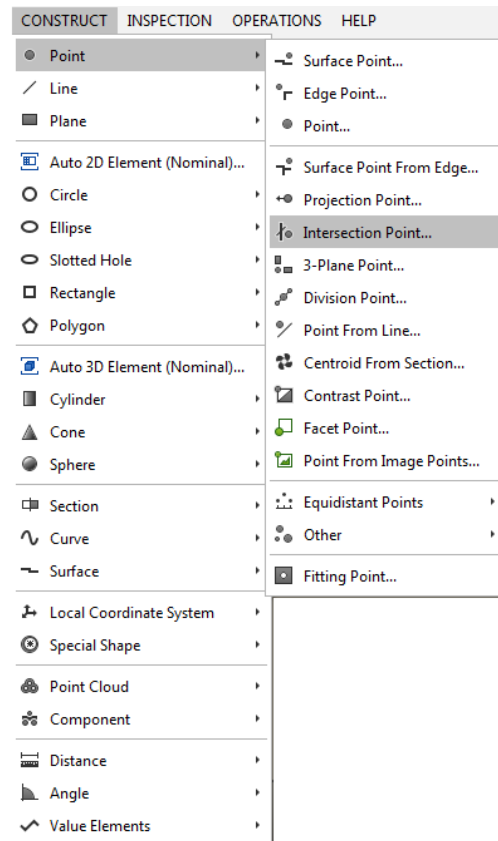 CONSTRUCT INSPECTION OPERATIONS HELP
Point
Line
Plane
Auto 2D Element (Nominal)...
Circle
Ellipse
Slotted Hole
Rectangle
Polygon
Auto 3D Element (Nominal)...
Cylinder
Cone
Sphere
Section
Curve
Surface
Local Coordinate System
Special Shape
Point Cloud
Component
Distance
Angle
Value Elements
Surface Point...
Edge Point...
Point...
Surface Point From Edge...
Projection Point...
Intersection Point...
3-Plane Point...
Division Point...
Point From Line...
Centroid From Section...
Contrast Point...
Facet Point...
Point From Image Points...
Equidistant Points
Other
Fitting Point...